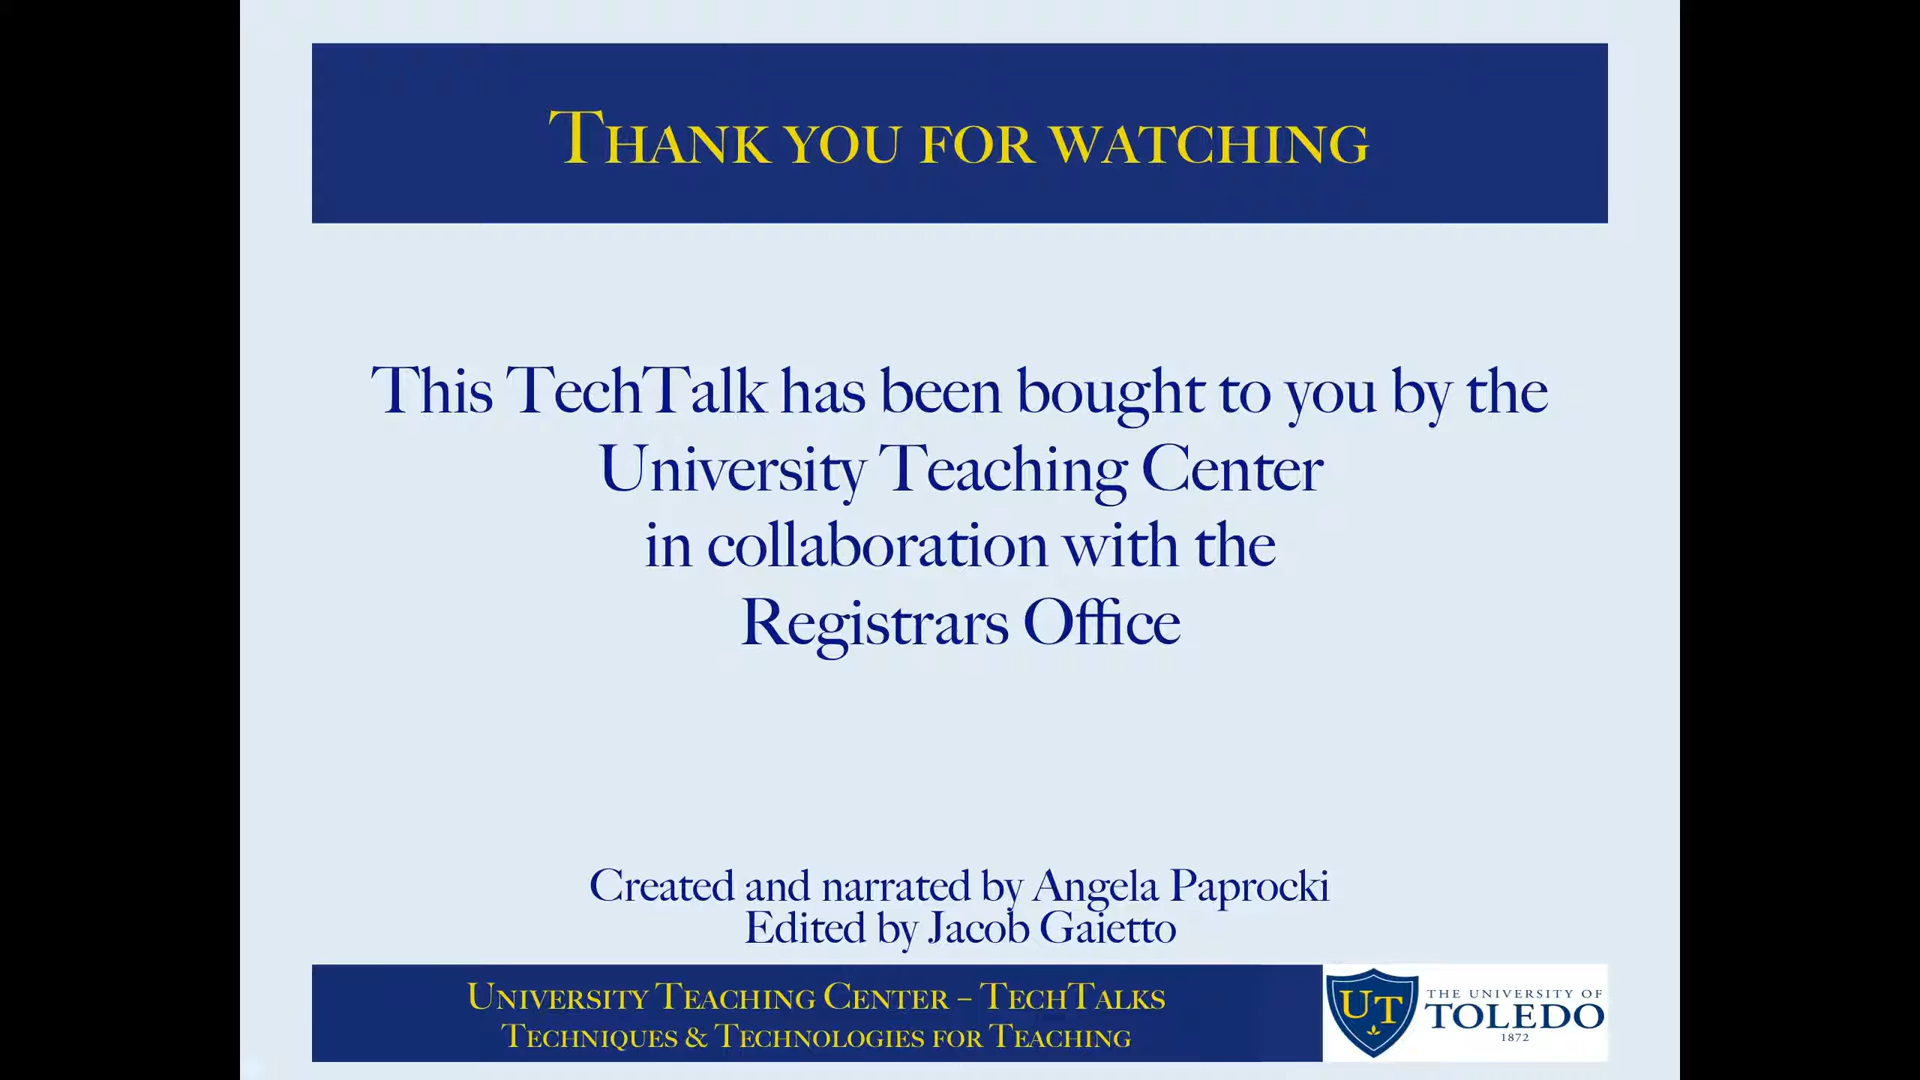 THANK YOU FOR WATCHING
This TechTalk has been bought to you by the
University Teaching Center
in collaboration with the
Registrars Office
Created and narrated by Angela Paprocki
Edited by Jacob Gaietto
UNIVERSITY TEACHING CENTER – TECHTALKS
TECHNIQUES & TECHNOLOGIES FOR TEACHING
UT
THE UNIVERSITY OF
TOLEDO
1872